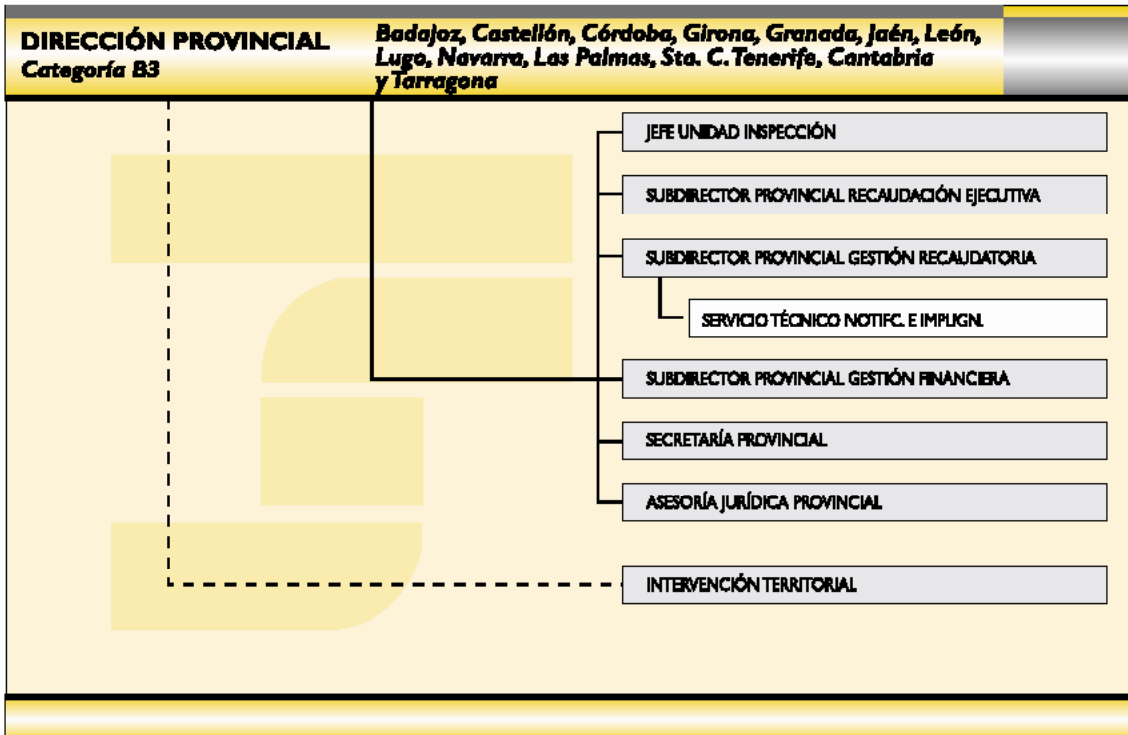 DIRECCIÓN PROVINCIAL
Categoría B3
Badajoz, Castellón, Córdoba, Girona, Granada, Jaén, León,
Lugo, Navarra, Las Palmas, Sta. C. Tenerife, Cantabria
y Tarragona
JEFE UNIDAD INSPECCIÓN
SUBDIRECTOR PROVINCIAL RECAUDACIÓN EJECUTIVA
SUBDIRECTOR PROVINCIAL GESTIÓN RECAUDATORIA
SERVICIO TÉCNICO NOTIFC. E IMPUGN.
SUBDIRECTOR PROVINCIAL GESTIÓN FINANCIERA
SECRETARÍA PROVINCIAL
ASESORÍA JURÍDICA PROVINCIAL
INTERVENCIÓN TERRITORIAL